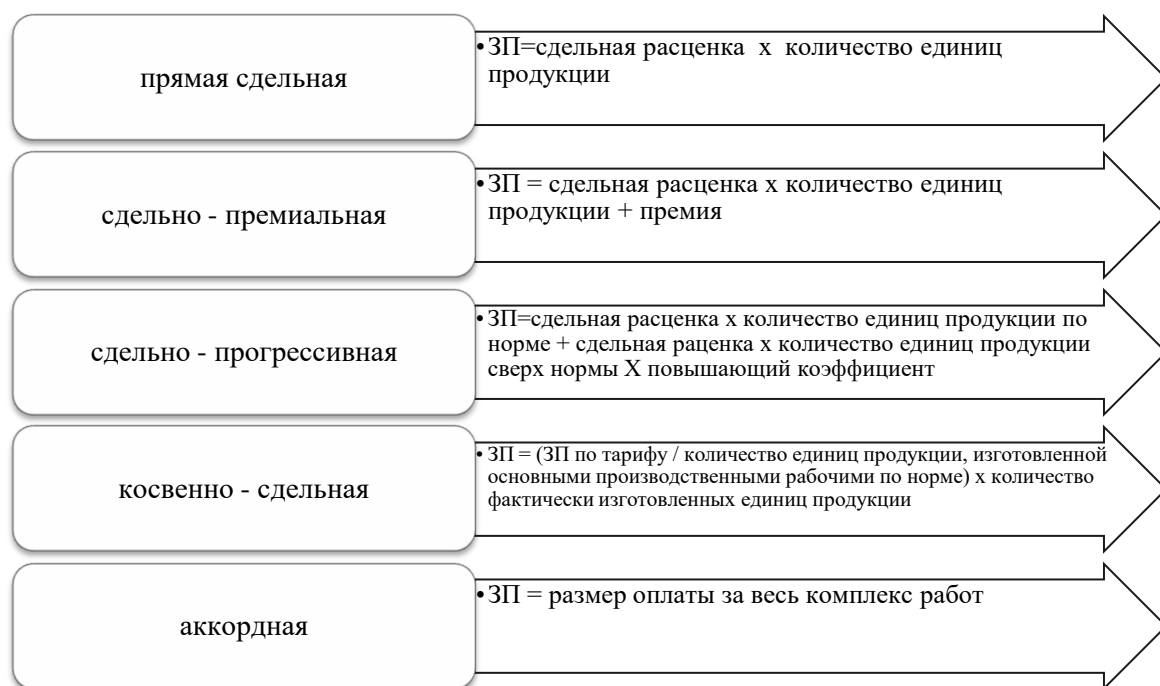 прямая сдельная
• ЗП=сдельная расценка х количество единиц
продукции
сдельно - премиальная
• ЗП = сдельная расценка х количество единиц
продукции + премия
сдельно - прогрессивная
• ЗП=сдельная расценка х количество единиц продукции по
норме + сдельная раценка х количество единиц продукции
сверх нормы Х повышающий коэффициент
косвенно - сдельная
• ЗП = (ЗП по тарифу / количество единиц продукции, изготовленной
основными производственными рабочими по норме) х количество
фактически изготовленных единиц продукции
аккордная
• ЗП = размер оплаты за весь комплекс работ